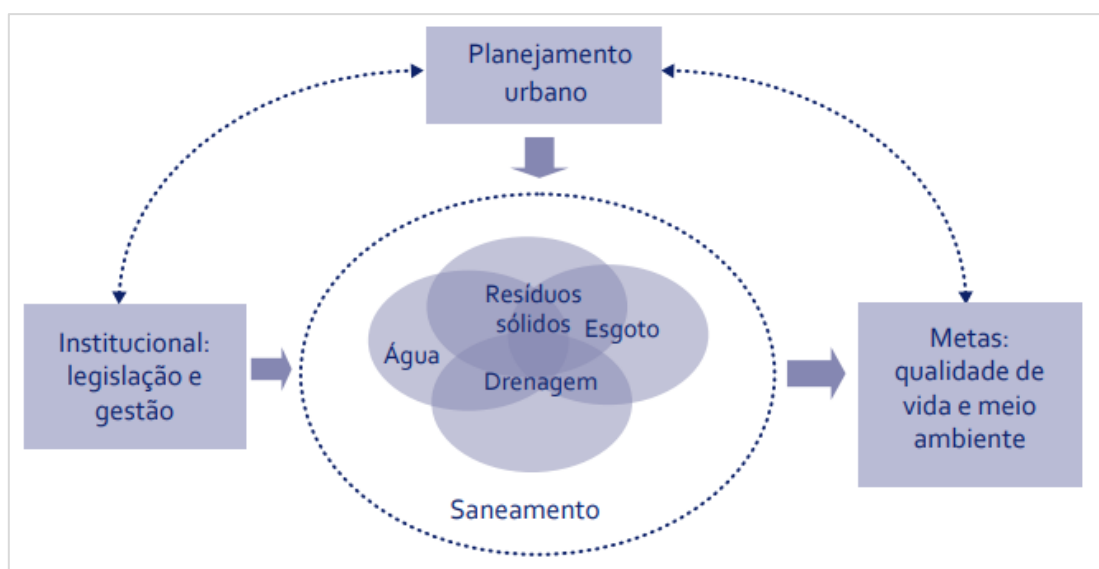 Planejamento
urbano
Institucional:
legislação e
gestão
Resíduos
sólidos
Esgoto
Água
Drenagem
Saneamento
Metas:
qualidade de
vida e meio
ambiente